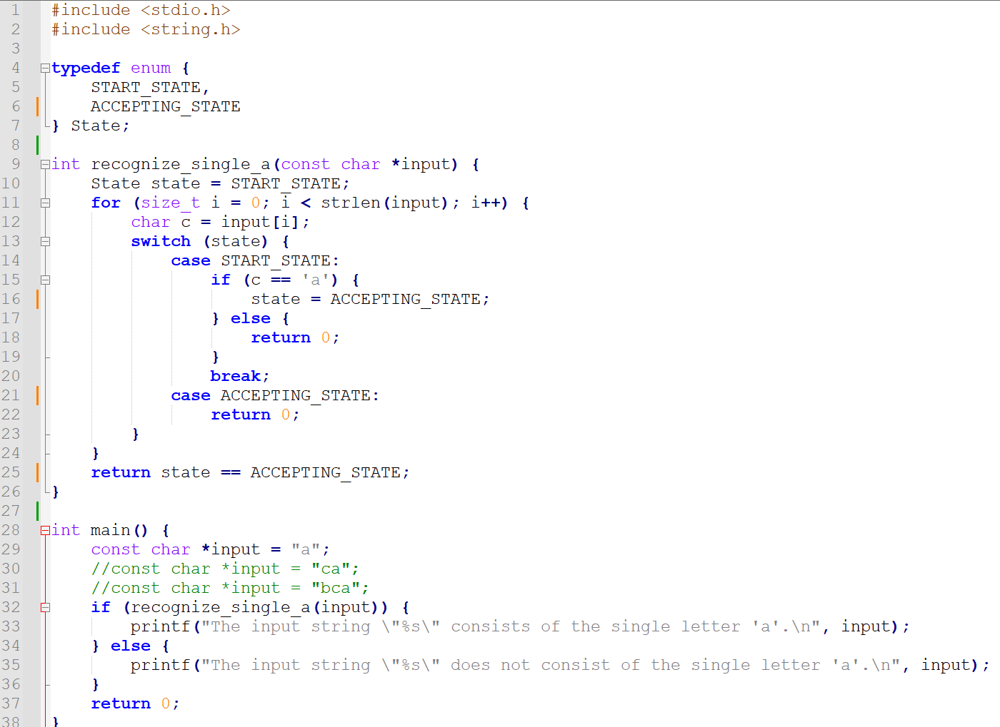 1 #include <stdio.h>
2 #include <string.h>
3
4 typedef enum {
5     START_STATE,
6     ACCEPTING_STATE
7 } State;
8
9 int recognize_single_a(const char *input) {
10     State state = START_STATE;
11     for (size_t i = 0; i < strlen(input); i++) {
12         char c = input[i];
13         switch (state) {
14             case START_STATE:
15                 if (c == 'a') {
16                     state = ACCEPTING_STATE;
17                 } else {
18                     return 0;
19                 }
20                 break;
21             case ACCEPTING_STATE:
22                 return 0;
23         }
24     }
25     return state == ACCEPTING_STATE;
26 }
27
28 int main() {
29     const char *input = "a";
30     //const char *input = "ca";
31     //const char *input = "bca";
32     if (recognize_single_a(input)) {
33         printf("The input string \"%s\" consists of the single letter 'a'.\n", input);
34     } else {
35         printf("The input string \"%s\" does not consist of the single letter 'a'.\n", input);
36     }
37     return 0;
38 }